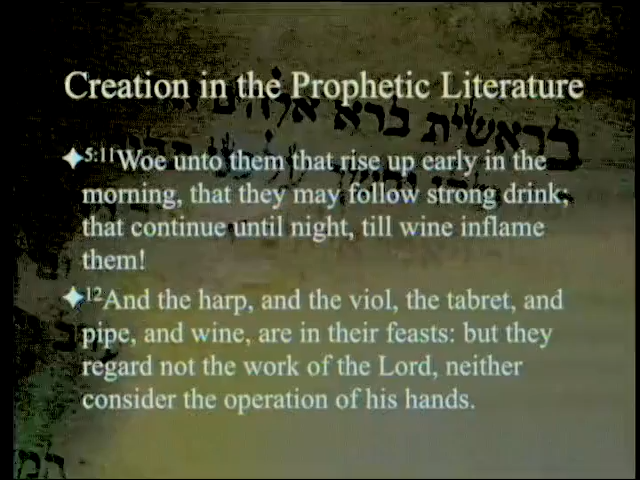 Creation in the Prophetic Literature
בראשית ברא אלהים
✦5:11Woe unto them that rise up early in the
morning, that they may follow strong drink;
that continue until night, till wine inflame
them!
✦12And the harp, and the viol, the tabret, and
pipe, and wine, are in their feasts: but they
regard not the work of the Lord, neither
consider the operation of his hands.